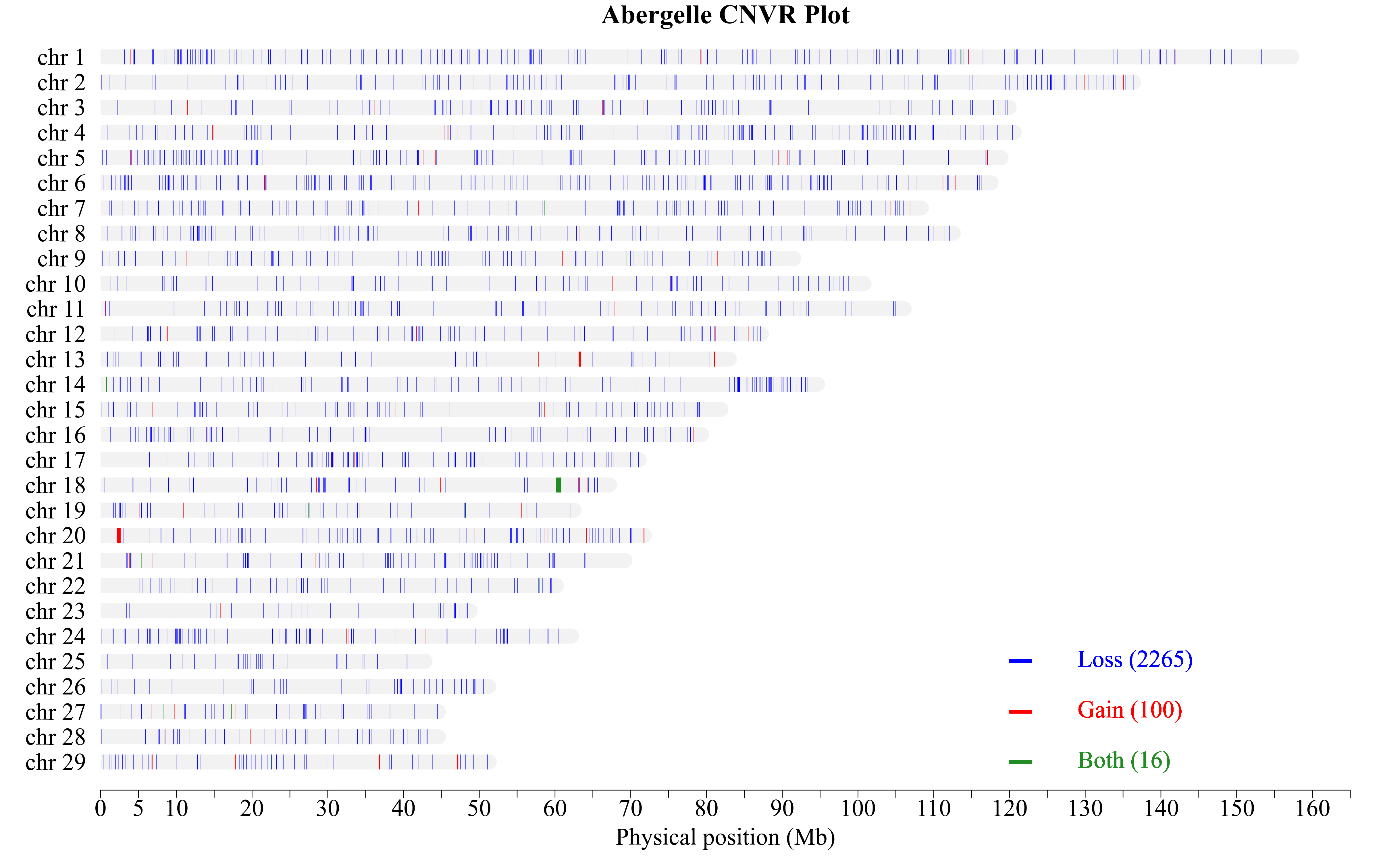 Abergelle CNVR Plot
chr 1
chr 2
chr 3
chr 4
chr 5
chr 6
chr 7
chr 8
chr 9
chr 10
chr 11
chr 12
chr 13
chr 14
chr 15
chr 16
chr 17
chr 18
chr 19
chr 20
chr 21
chr 22
chr 23
chr 24
chr 25
chr 26
chr 27
chr 28
chr 29
Loss (2265)
Gain (100)
Both (16)
0 5 10 20 30 40 50 60 70 80 90 100 110 120 130 140 150 160
Physical position (Mb)